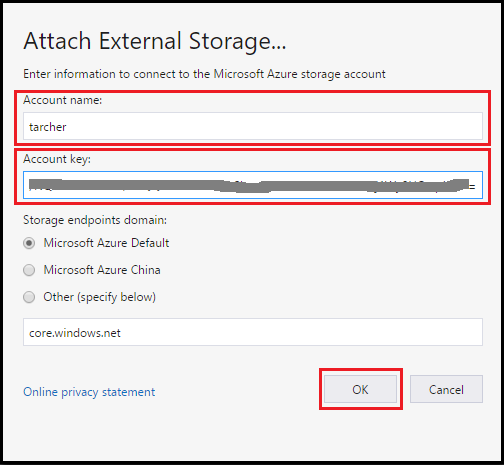 Attach External Storage...
Enter information to connect to the Microsoft Azure storage account
Account name:
tarcher
Account key:
=
Storage endpoints domain:
Microsoft Azure Default
Microsoft Azure China
Other (specify below)
core.windows.net
Online privacy statement
OK
Cancel